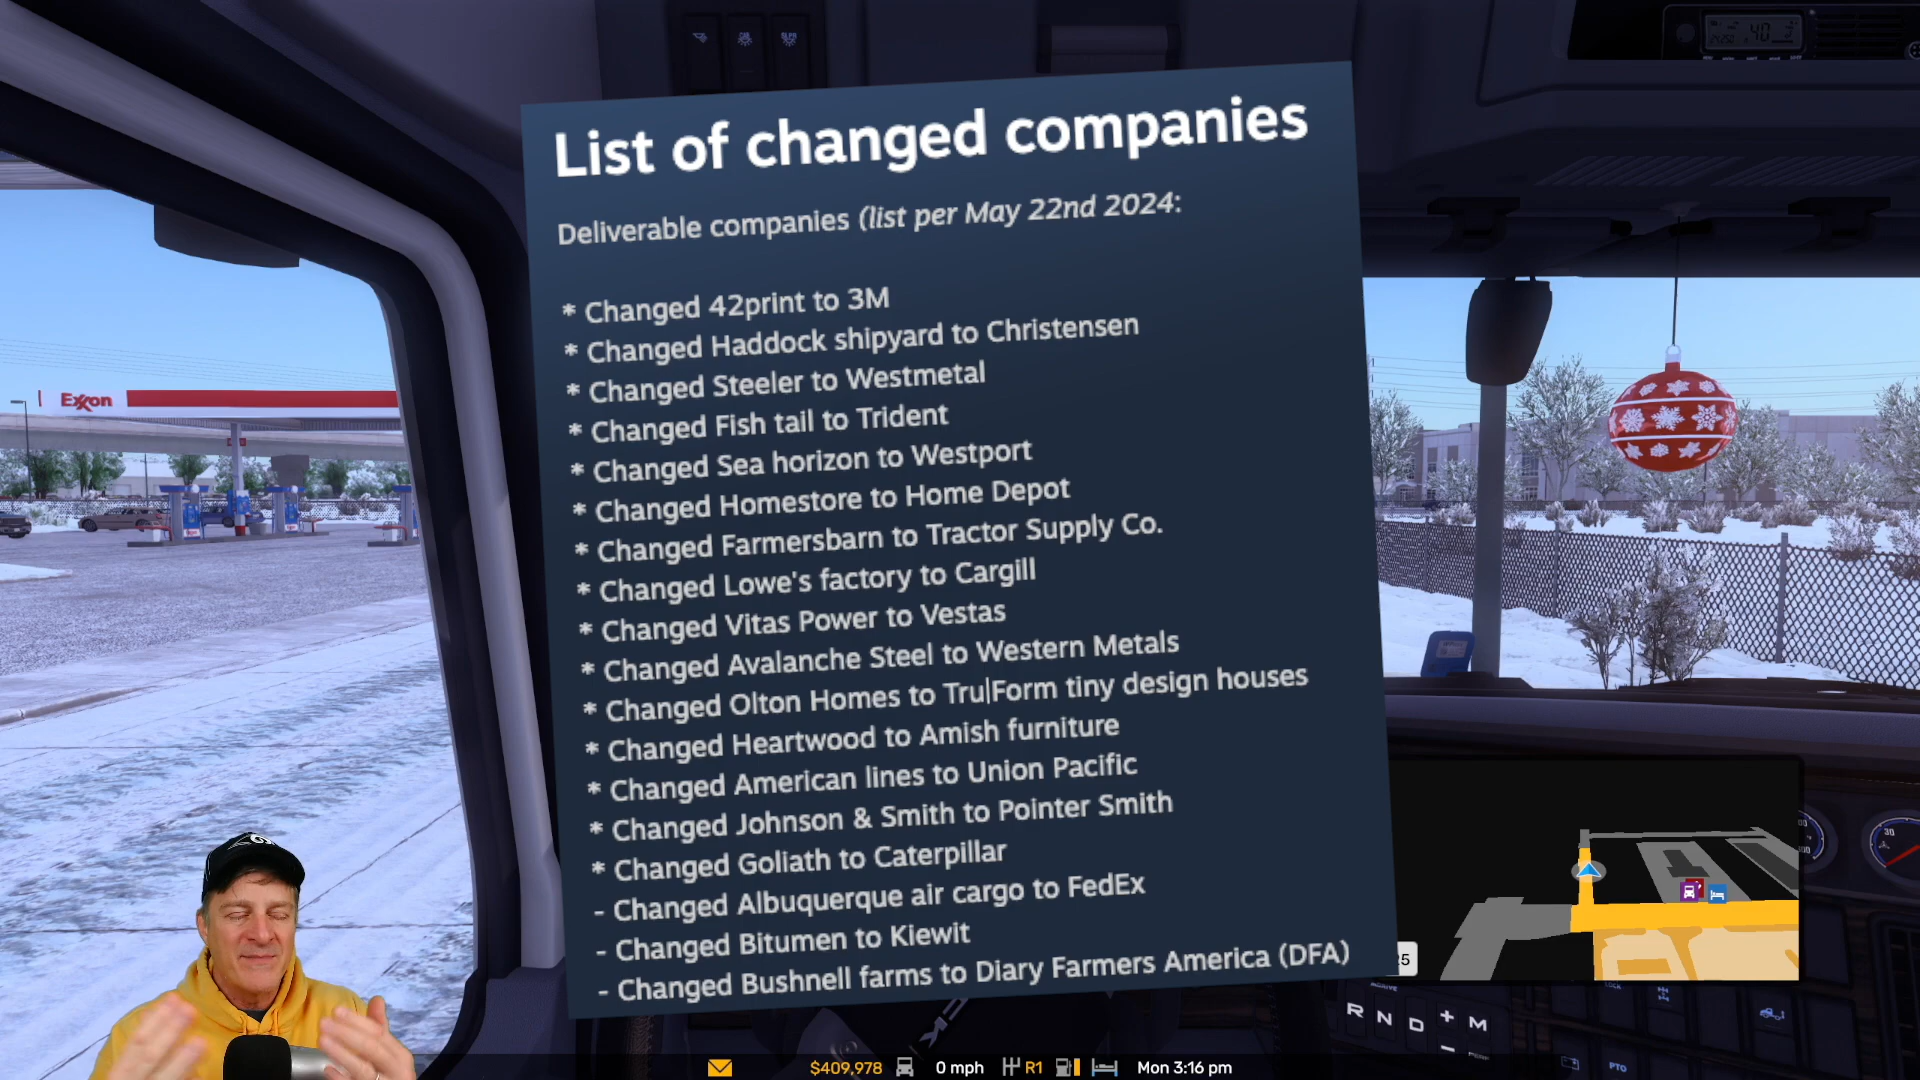 List of changed companies
Deliverable companies (list per May 22nd 2024:
* Changed 42print to 3M
* Changed Haddock shipyard to Christensen
* Changed Steeler to Westmetal
* Changed Fish tail to Trident
* Changed Sea horizon to Westport
* Changed Homestore to Home Depot
* Changed Farmersbarn to Tractor Supply Co.
* Changed Lowe's factory to Cargill
* Changed Vitas Power to Vestas
* Changed Avalanche Steel to Western Metals
* Changed Olton Homes to Tru|Form tiny design houses
* Changed Heartwood to Amish furniture
* Changed American lines to Union Pacific
* Changed Johnson & Smith to Pointer Smith
* Changed Goliath to Caterpillar
- Changed Albuquerque air cargo to FedEx
- Changed Bitumen to Kiewit
- Changed Bushnell farms to Diary Farmers America (DFA)
Exxon
40
30
R N D + M
PTO
$409,978 0 mph R1 Mon 3:16 pm